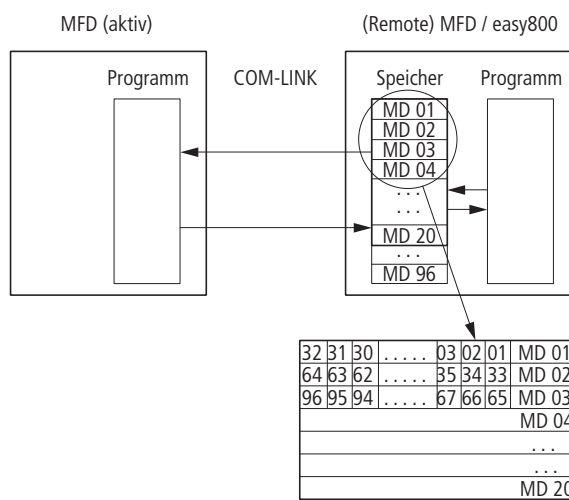 MFD (aktiv)
(Remote) MFD / easy800
Programm
COM-LINK
Speicher
Programm
MD 01
MD 02
MD 03
MD 04
. . .
. . .
MD 20
. . .
MD 96
32 31 30 . . . . . 03 02 01 MD 01
64 63 62 . . . . . 35 34 33 MD 02
96 95 94 . . . . . 67 66 65 MD 03
MD 04
. . .
. . .
MD 20